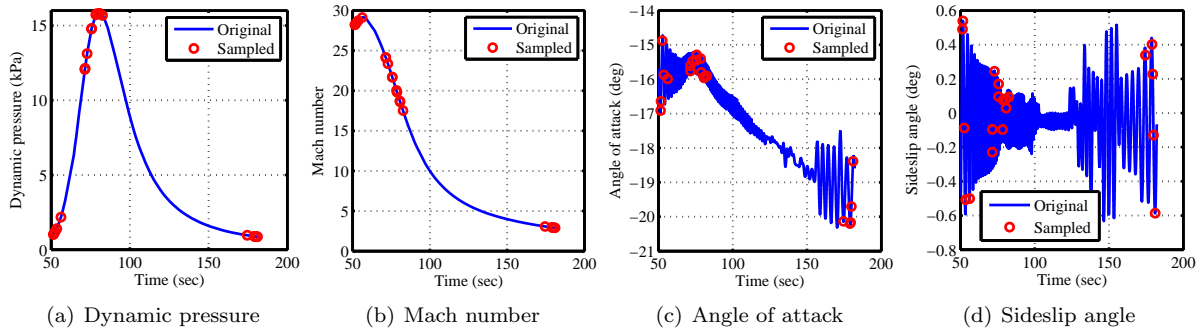 16
15
10
5
1
0
50
100
150
200
Dynamic pressure (kPa)
Time (sec)
Original
Sampled
(a) Dynamic pressure
30
25
20
15
10
5
0
50
100
150
200
Mach number
Time (sec)
Original
Sampled
(b) Mach number
−14
−15
−16
−17
−18
−19
−20
−21
50
100
150
200
Angle of attack (deg)
Time (sec)
Original
Sampled
(c) Angle of attack
0.6
0.4
0.2
0
−0.2
−0.4
−0.6
−0.8
50
100
150
200
Sideslip angle (deg)
Time (sec)
Original
Sampled
(d) Sideslip angle